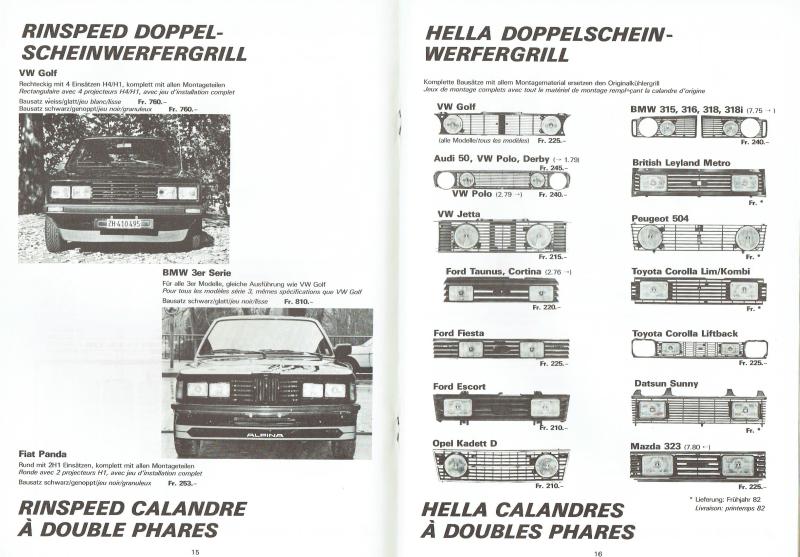 RINSPEED DOPPEL-
SCHEINWERFERGRILL
VW Golf
Rechteckig mit 4 Einsätzen H4/H1, komplett mit allen Montageteilen
Rectangulaire avec 4 projecteurs H4/H1, avec jeu d'installation complet
Bausatz weiss/glatt/jeu blanc/lisse Fr. 760.–
Bausatz schwarz/genoppt/jeu noir/granuleux Fr. 760.–
ZH·410495
BMW 3er Serie
Für alle 3er Modelle, gleiche Ausführung wie VW Golf
Pour tous les modèles série 3, mêmes spécifications que VW Golf
Bausatz schwarz/glatt/jeu noir/lisse Fr. 810.–
ALPINA
Fiat Panda
Rund mit 2H1 Einsätzen, komplett mit allen Montageteilen
Ronde avec 2 projecteurs H1, avec jeu d'installation complet
Bausatz schwarz/genoppt/jeu noir/granuleux Fr. 253.–
RINSPEED CALANDRE
À DOUBLE PHARES
15
HELLA DOPPELSCHEIN-
WERFERGRILL
Komplette Bausätze mit allem Montagematerial ersetzen den Originalkühlergrill
Jeux de montage complets avec tout le matériel de montage rempl+çant la calandre d'origine
VW Golf
(alle Modelle/tous les modèles) Fr. 225.–
Audi 50, VW Polo, Derby (→ 1.79)
Fr. 245.–
VW Polo (2.79 →) Fr. 240.–
VW Jetta
Fr. 215.–
Ford Taunus, Cortina (2.76 →)
Fr. 220.–
Ford Fiesta
Fr. 225.–
Ford Escort
Fr. 210.–
Opel Kadett D
Fr. 210.–
BMW 315, 316, 318, 318i (7.75 → )
Fr. 240.–
British Leyland Metro
Fr. *
Peugeot 504
Fr. *
Toyota Corolla Lim/Kombi
Fr. *
Toyota Corolla Liftback
Fr. 225.–
Datsun Sunny
Fr. *
Mazda 323 (7.80 ←)
Fr. 225.–
* Lieferung: Frühjahr 82
Livraison: printemps 82
HELLA CALANDRES
À DOUBLES PHARES
16